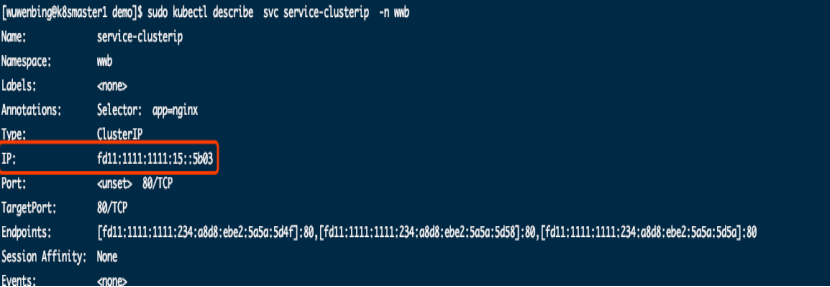 [wuwenbing@k8smaster1 demo]$ sudo kubectl describe  svc service-clusterip  -n wwb
Name:              service-clusterip
Namespace:         wwb
Labels:            <none>
Annotations:       Selector:  app=nginx
Type:              ClusterIP
IP:                fd11:1111:1111:15::5b03
Port:              <unset>  80/TCP
TargetPort:        80/TCP
Endpoints:         [fd11:1111:1111:234:a8d8:ebe2:5a5a:5d4f]:80,[fd11:1111:1111:234:a8d8:ebe2:5a5a:5d58]:80,[fd11:1111:1111:234:a8d8:ebe2:5a5a:5d5a]:80
Session Affinity:  None
Events:            <none>